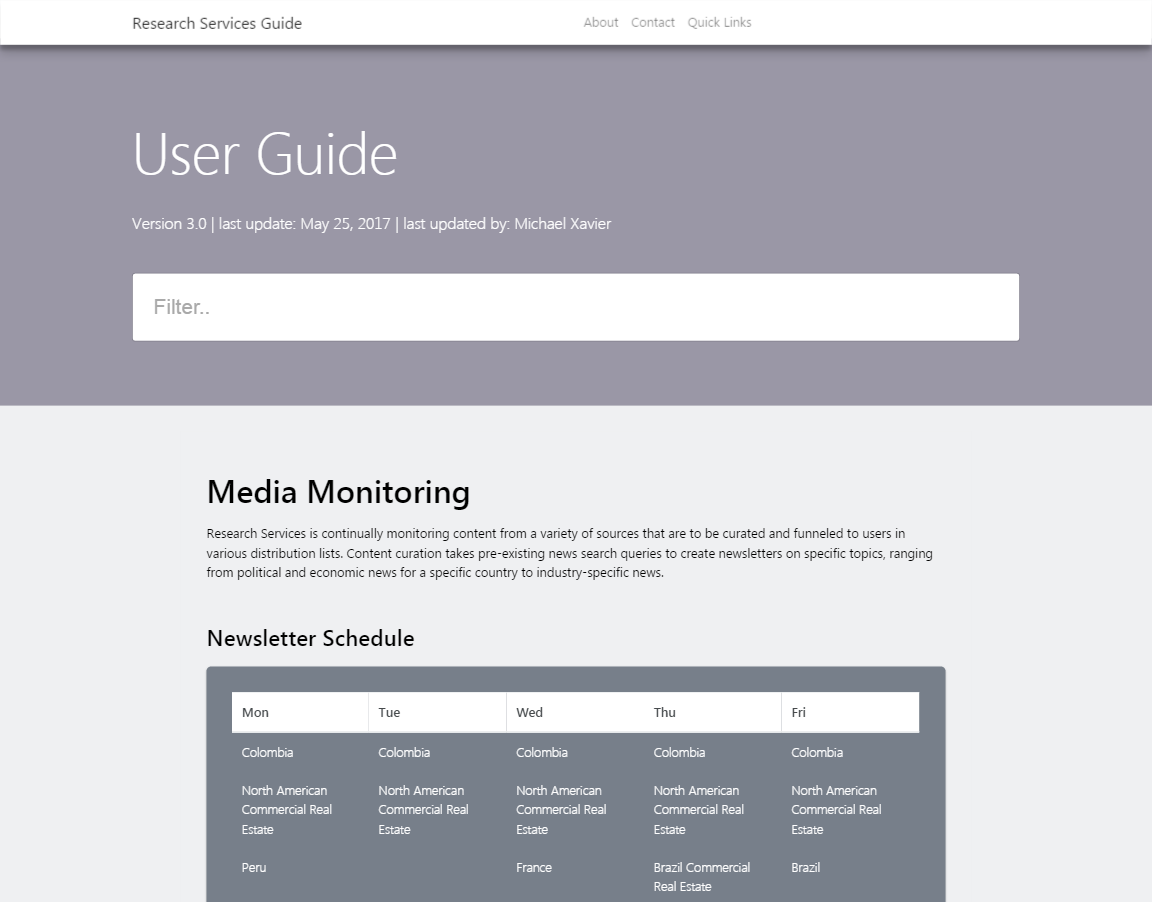 Research Services Guide
About Contact Quick Links
User Guide
Version 3.0 | last update: May 25, 2017 | last updated by: Michael Xavier
Filter..
Media Monitoring
Research Services is continually monitoring content from a variety of sources that are to be curated and funneled to users in
various distribution lists. Content curation takes pre-existing news search queries to create newsletters on specific topics, ranging
from political and economic news for a specific country to industry-specific news.
Newsletter Schedule
Mon Tue Wed Thu Fri
Colombia Colombia Colombia Colombia Colombia
North American North American North American North American North American
Commercial Real Commercial Real Commercial Real Commercial Real Commercial Real
Estate Estate Estate Estate Estate
Peru France Brazil Commercial Brazil
Real Estate